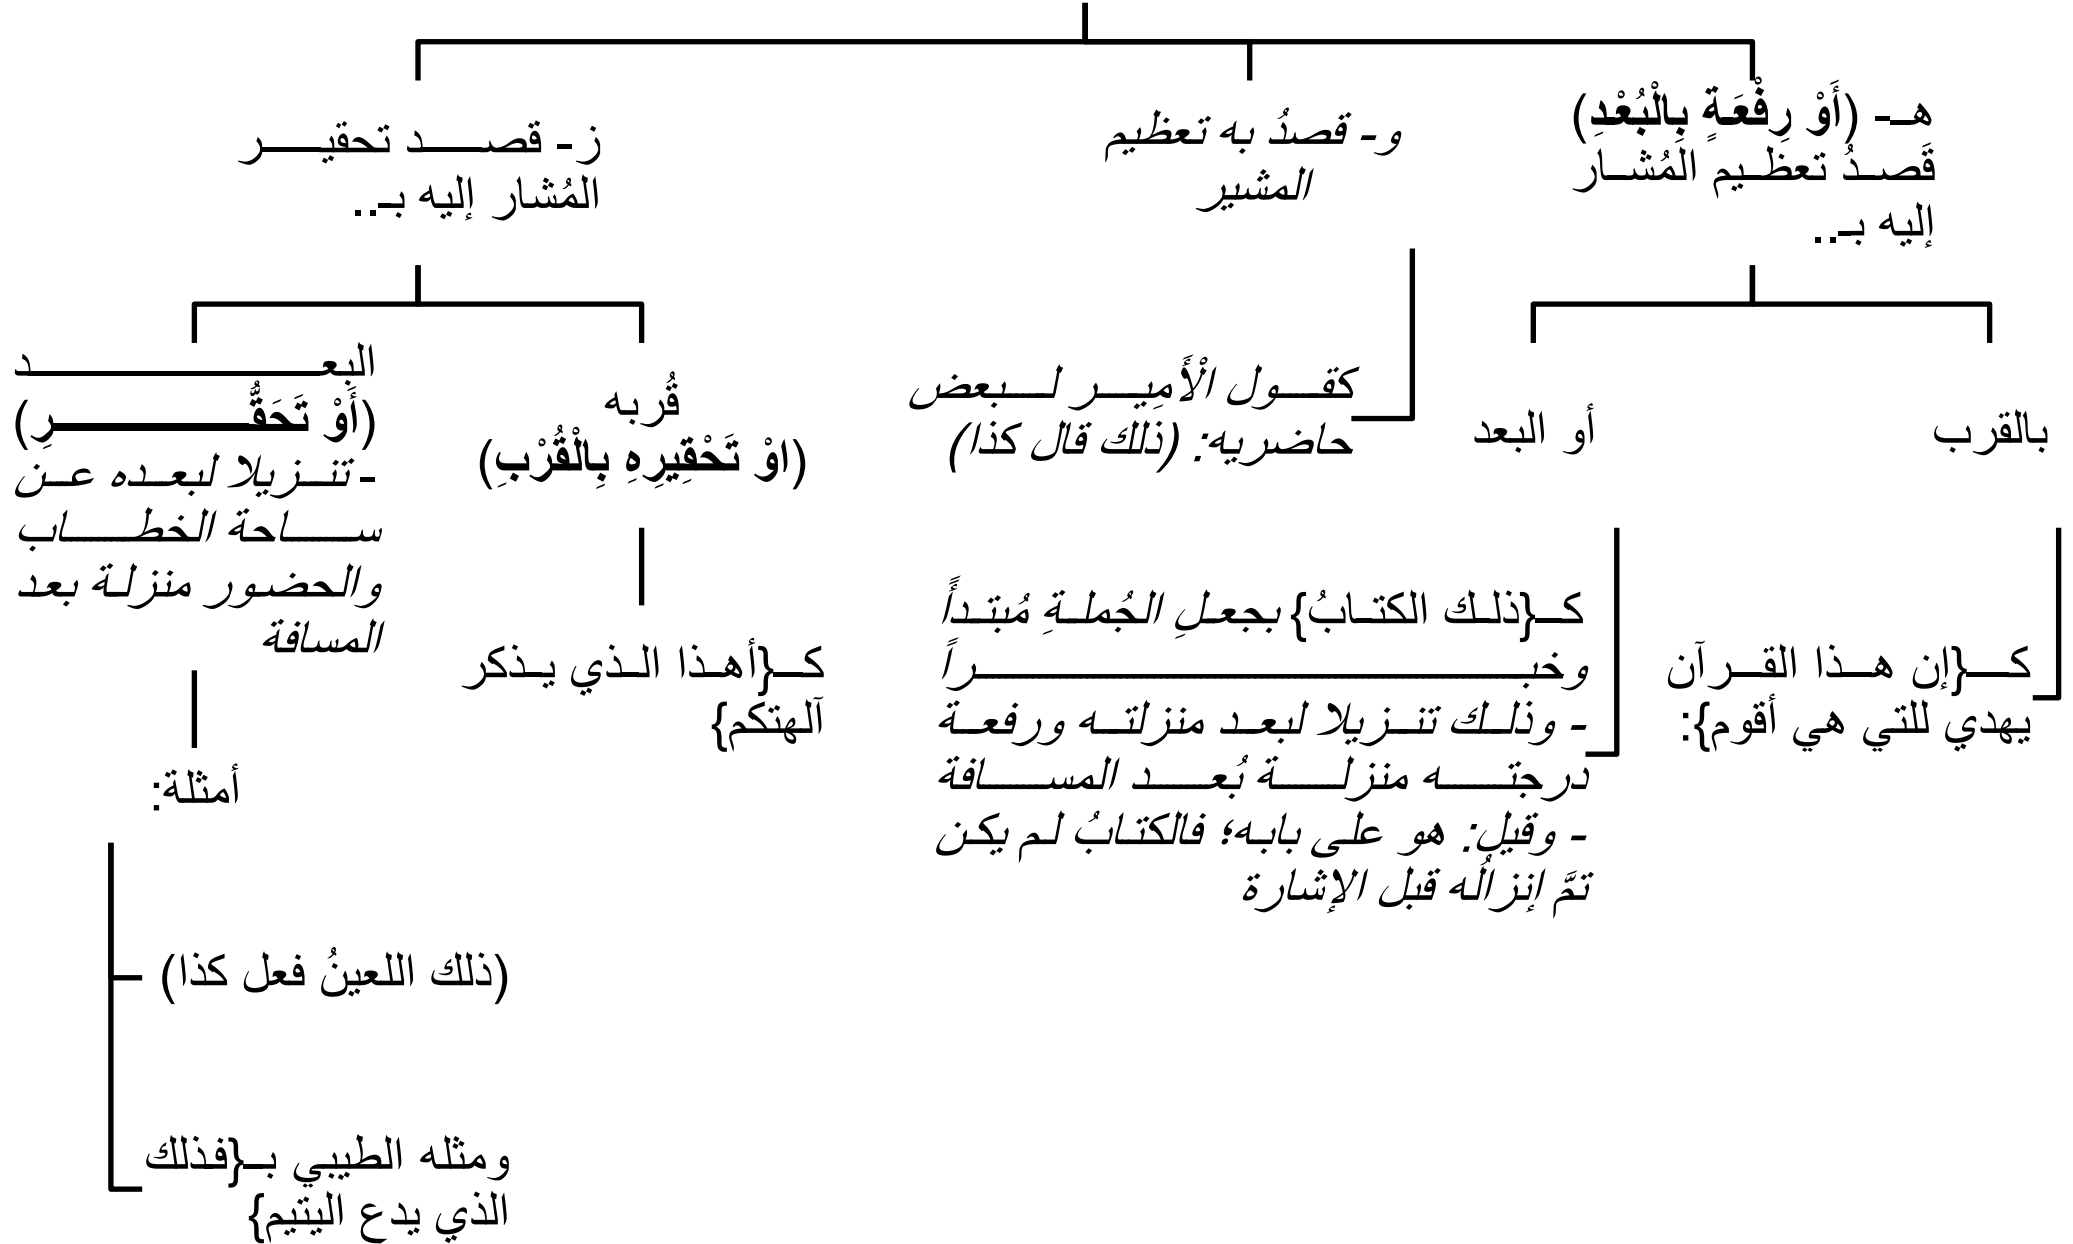 هـ- (أَوْ رِفْعَةٍ بِالْبُعْدِ)
قَصدُ تعظيم المُشار
إليه بـ..
و- قصدُ به تعظيم
المشير
ز- قصد تحقير
المُشار إليه بـ..
بالقرب
أو البعد
كقول الْأَمِير لبعض
حاضريه: (ذلك قال كذا)
قُربه
(اوْ تَحْقِيرِهِ بِالْقُرْبِ)
البعد
(أَوْ تَحَقُّرِ)
- تنزيلا لبعده عن
ساحة الخطاب
والحضور منزلة بعد
المسافة
كـ{إن هذا القرآن
يهدي للتي هي أقوم}:
كـ{ذلك الكتابُ} بجعلِ الجُملةِ مُبتدأً
وخبراً
- وذلك تنزيلا لبعد منزلته ورفعة
درجته منزلة بُعد المسافة
- وقيل: هو على بابه؛ فالكتابُ لم يكن
تمَّ إنزالُه قبل الإشارة
كـ{أهذا الذي يذكر
آلهتكم}
أمثلة:
(ذلك اللعينُ فعل كذا)
ومثله الطيبي بـ{فذلك
الذي يدع اليتيم}